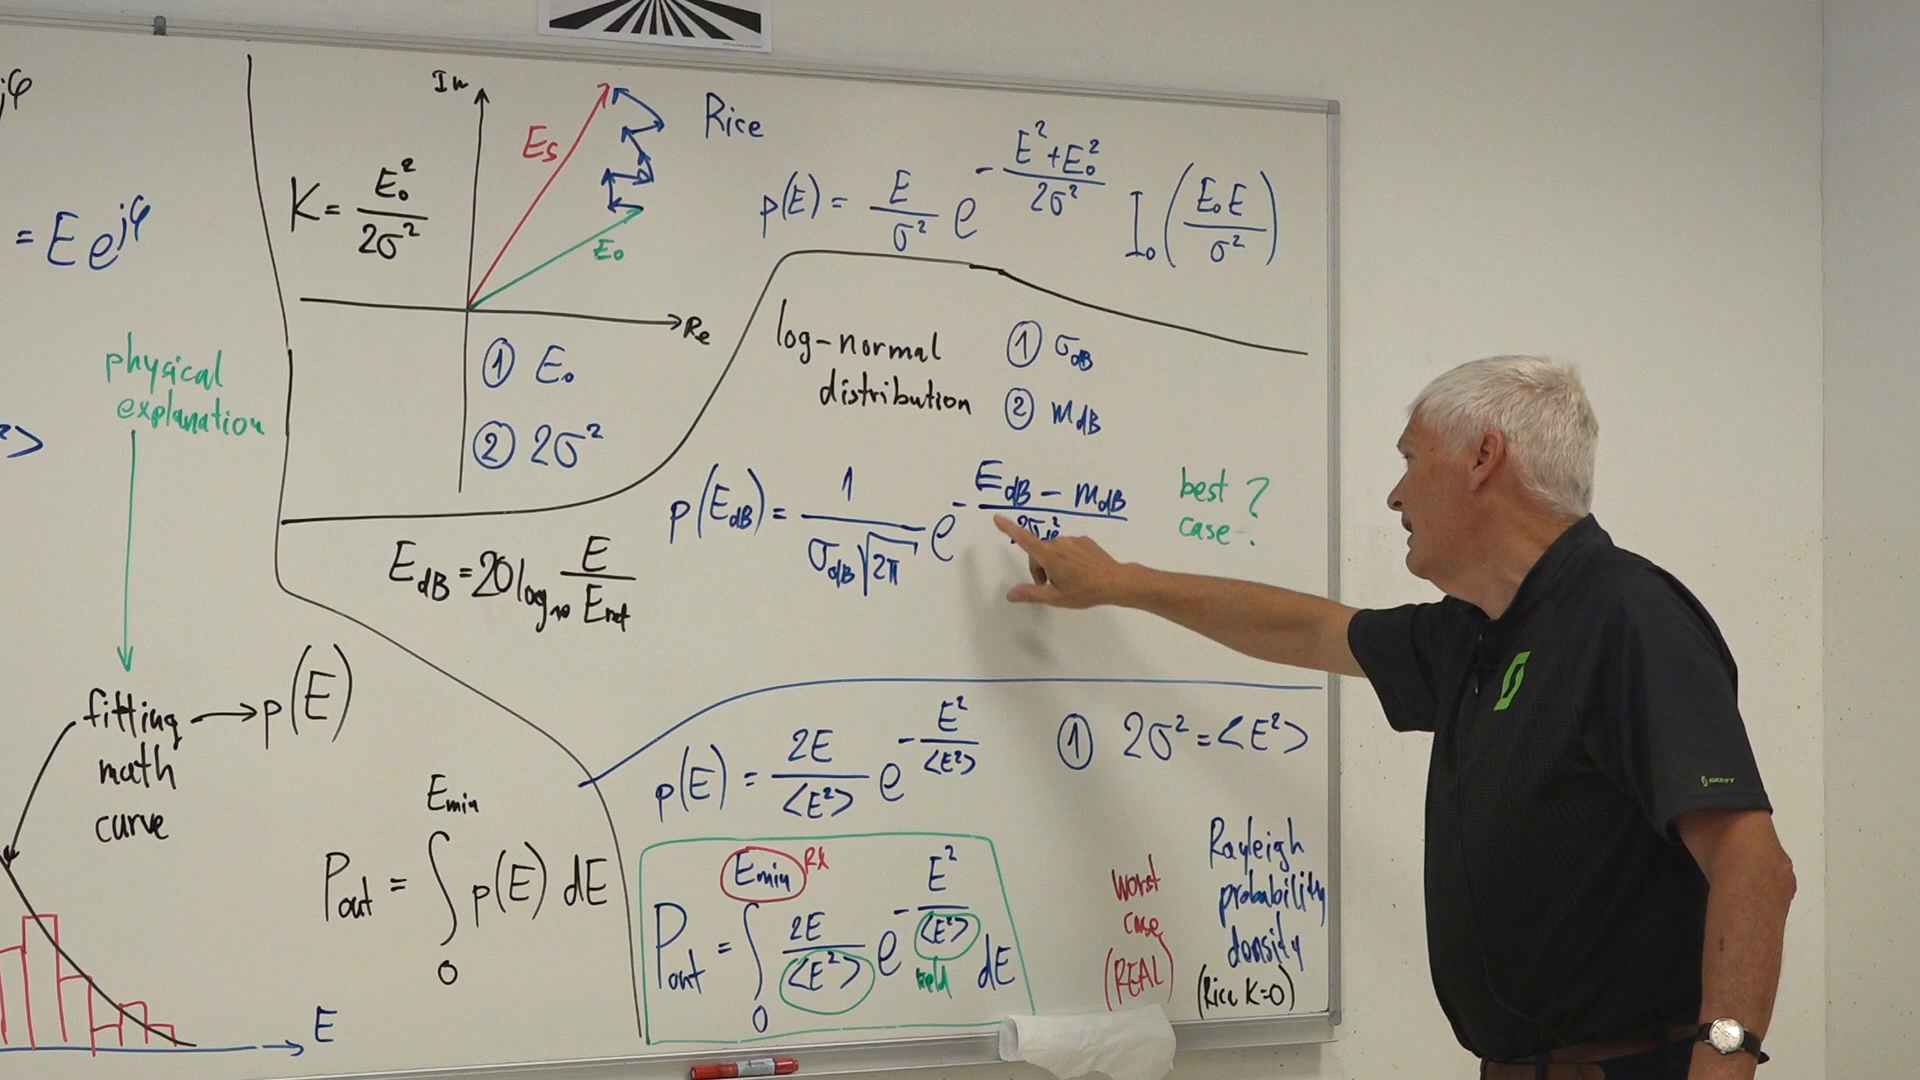 jφ
= E e^jφ
²>
physical
explanation
fitting → p(E)
math
curve
E
Im
Re
Es
E₀
K = E₀² / 2σ²
① E₀
② 2σ²
Rice
p(E) = E/σ² e^-(E²+E₀²)/2σ² I₀(E₀E/σ²)
log-normal
distribution
① σdB
② mdB
p(EdB) = 1/(σdB√2π) e^-(EdB - mdB)/2σdB²
best
case ?
EdB = 20 log₁₀ E/Eref
p(E) = 2E/<E²> e^-E²/<E²>
① 2σ² = <E²>
Pout = ∫₀^Emin p(E) dE
Pout = ∫₀^Emin 2E/<E²> e^-E²/<E²> dE
Rx
worst
case
(REAL)
Rayleigh
probability
density
(Rice K=0)